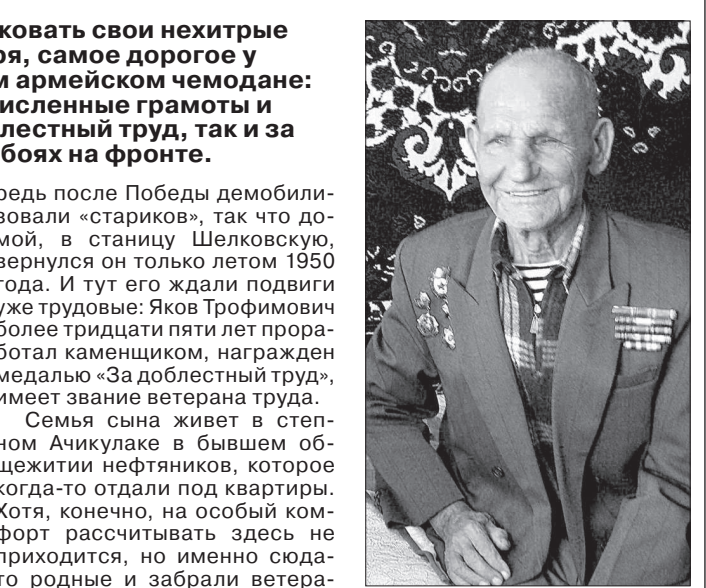 ковать свои нехитрые
ря, самое дорогое у
м армейском чемодане:
исленные грамоты и
лестный труд, так и за
боях на фронте.
редь после Победы демобили-
зовали «стариков», так что до-
мой, в станицу Шелковскую,
вернулся он только летом 1950
года. И тут его ждали подвиги
уже трудовые: Яков Трофимович
более тридцати пяти лет прора-
ботал каменщиком, награжден
медалью «За доблестный труд»,
имеет звание ветерана труда.
Семья сына живет в степ-
ном Ачикулаке в бывшем об-
щежитии нефтяников, которое
когда-то отдали под квартиры.
Хотя, конечно, на особый ком-
форт рассчитывать здесь не
приходится, но именно сюда-
то родные и забрали ветера-